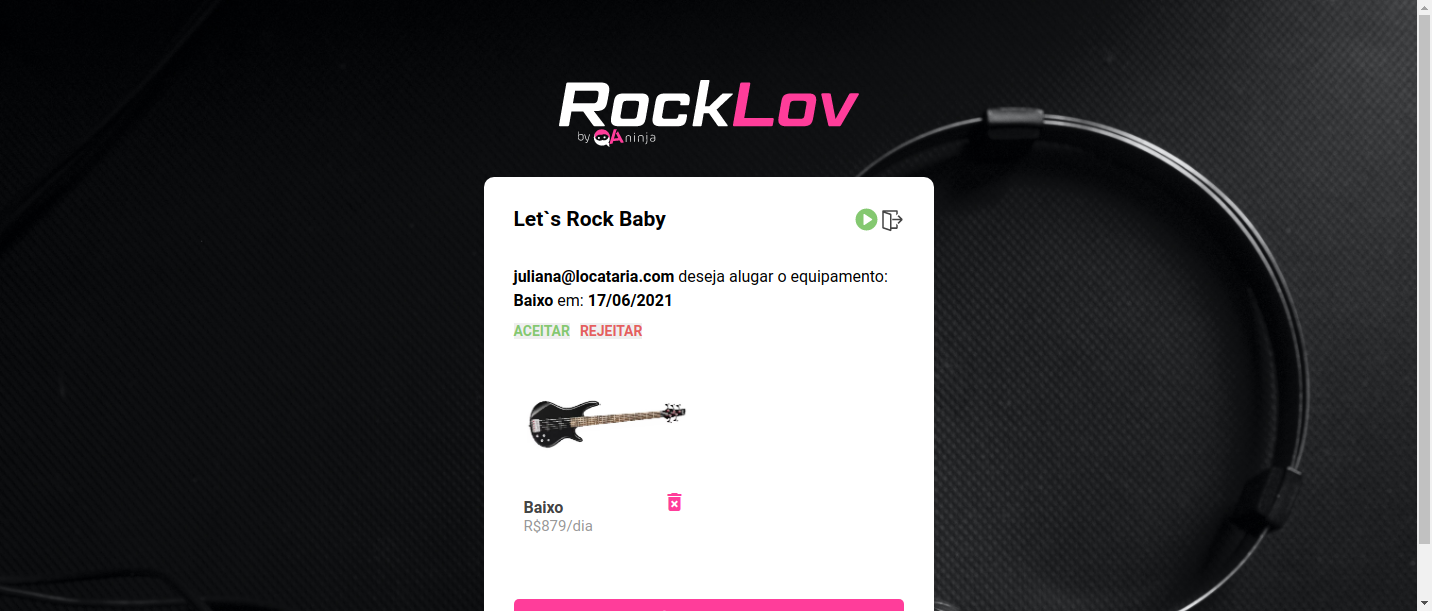 RockLov
by QAninja
Let`s Rock Baby
juliana@locataria.com deseja alugar o equipamento:
Baixo em: 17/06/2021
ACEITAR REJEITAR
Baixo
R$879/dia